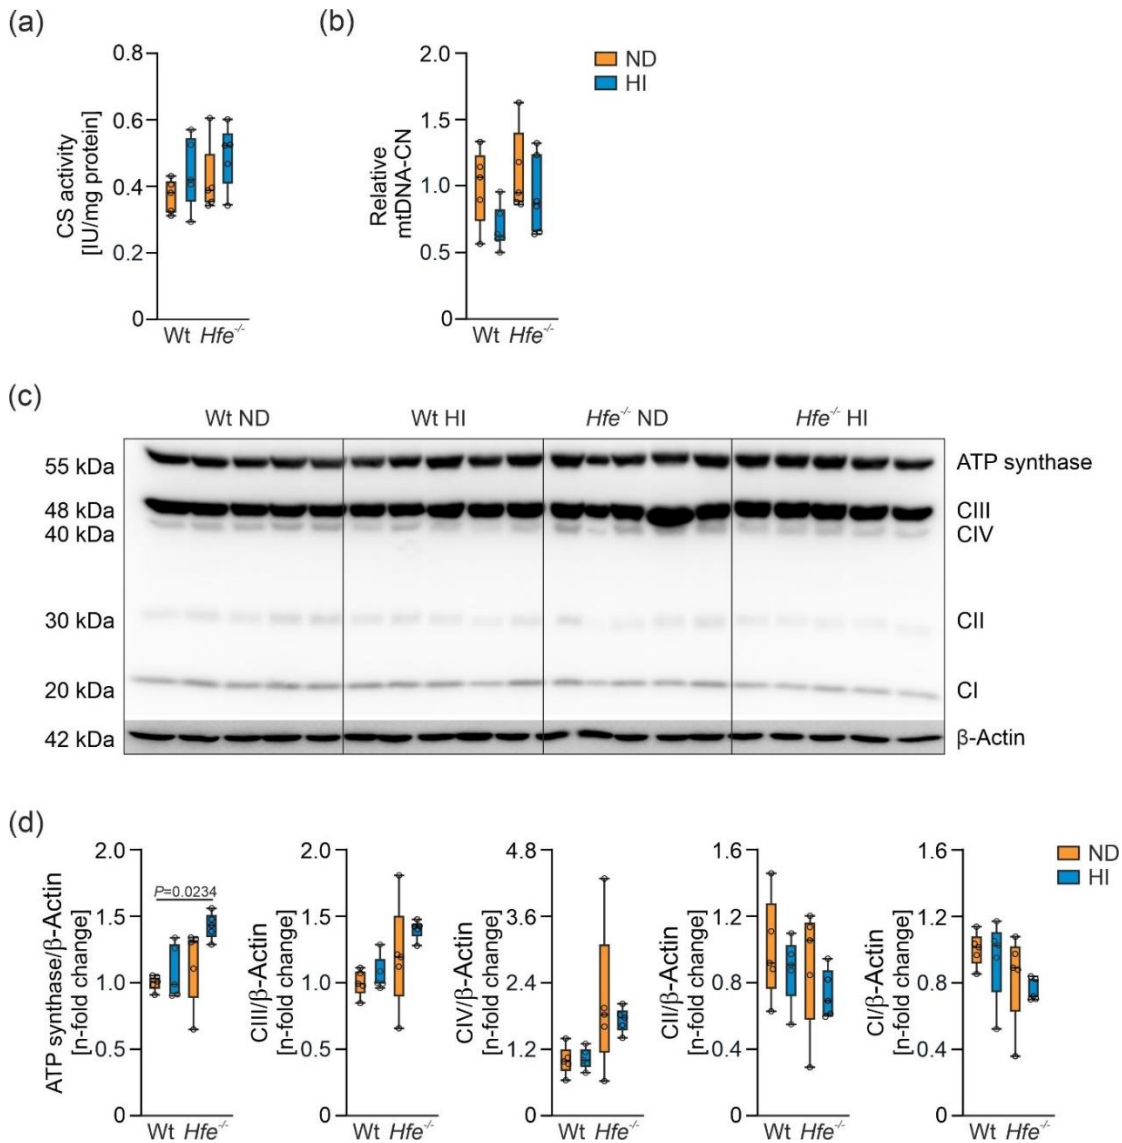 (a)
0.8
0.6
0.4
0.2
0
CS activity
[IU/mg protein]
Wt Hfe-/-
(b)
2.0
1.5
1.0
0.5
0
Relative
mtDNA-CN
Wt Hfe-/-
ND
HI
(c)
Wt ND Wt HI Hfe-/- ND Hfe-/- HI
55 kDa ATP synthase
48 kDa CIII
40 kDa CIV
30 kDa CII
20 kDa CI
42 kDa β-Actin
(d)
2.0
1.5
1.0
0.5
0
P=0.0234
ATP synthase/β-Actin
[n-fold change]
Wt Hfe-/-
2.0
1.5
1.0
0.5
0
CIII/β-Actin
[n-fold change]
Wt Hfe-/-
4.8
3.6
2.4
1.2
0
CIV/β-Actin
[n-fold change]
Wt Hfe-/-
1.6
1.2
0.8
0.4
0
CII/β-Actin
[n-fold change]
Wt Hfe-/-
1.6
1.2
0.8
0.4
0
CI/β-Actin
[n-fold change]
Wt Hfe-/-
ND
HI